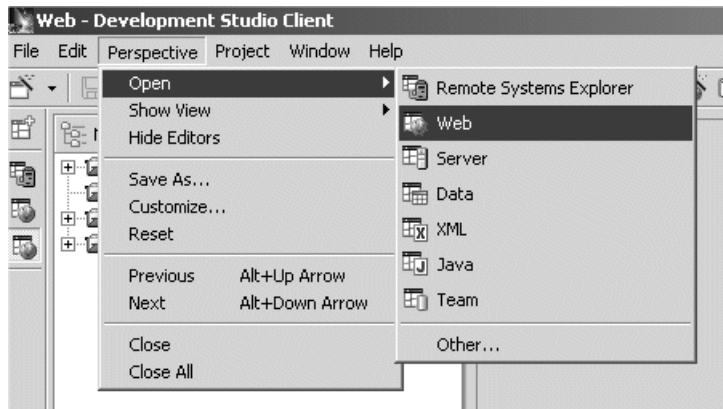 Web - Development Studio Client
File Edit Perspective Project Window Help
Open
Show View
Hide Editors
Save As...
Customize...
Reset
Previous Alt+Up Arrow
Next Alt+Down Arrow
Close
Close All
Remote Systems Explorer
Web
Server
Data
XML
Java
Team
Other...